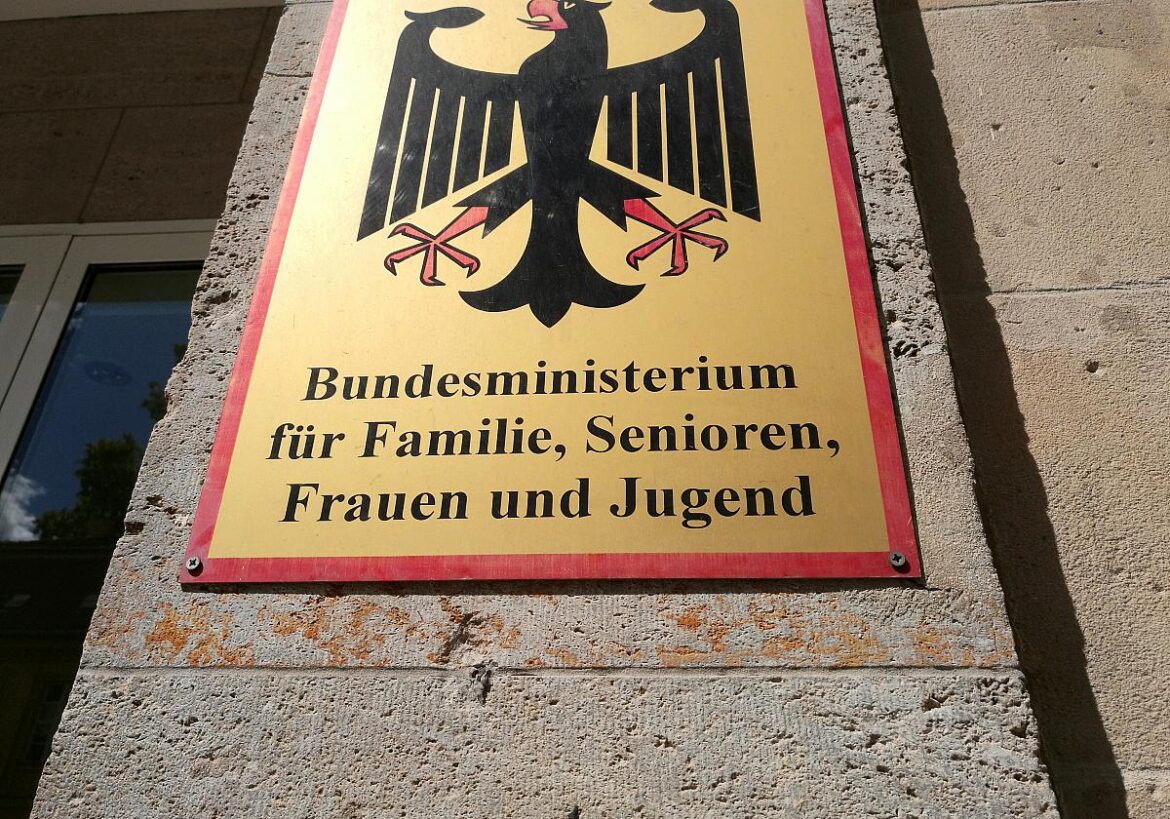 Bundesministerium
für Familie, Senioren,
Frauen und Jugend